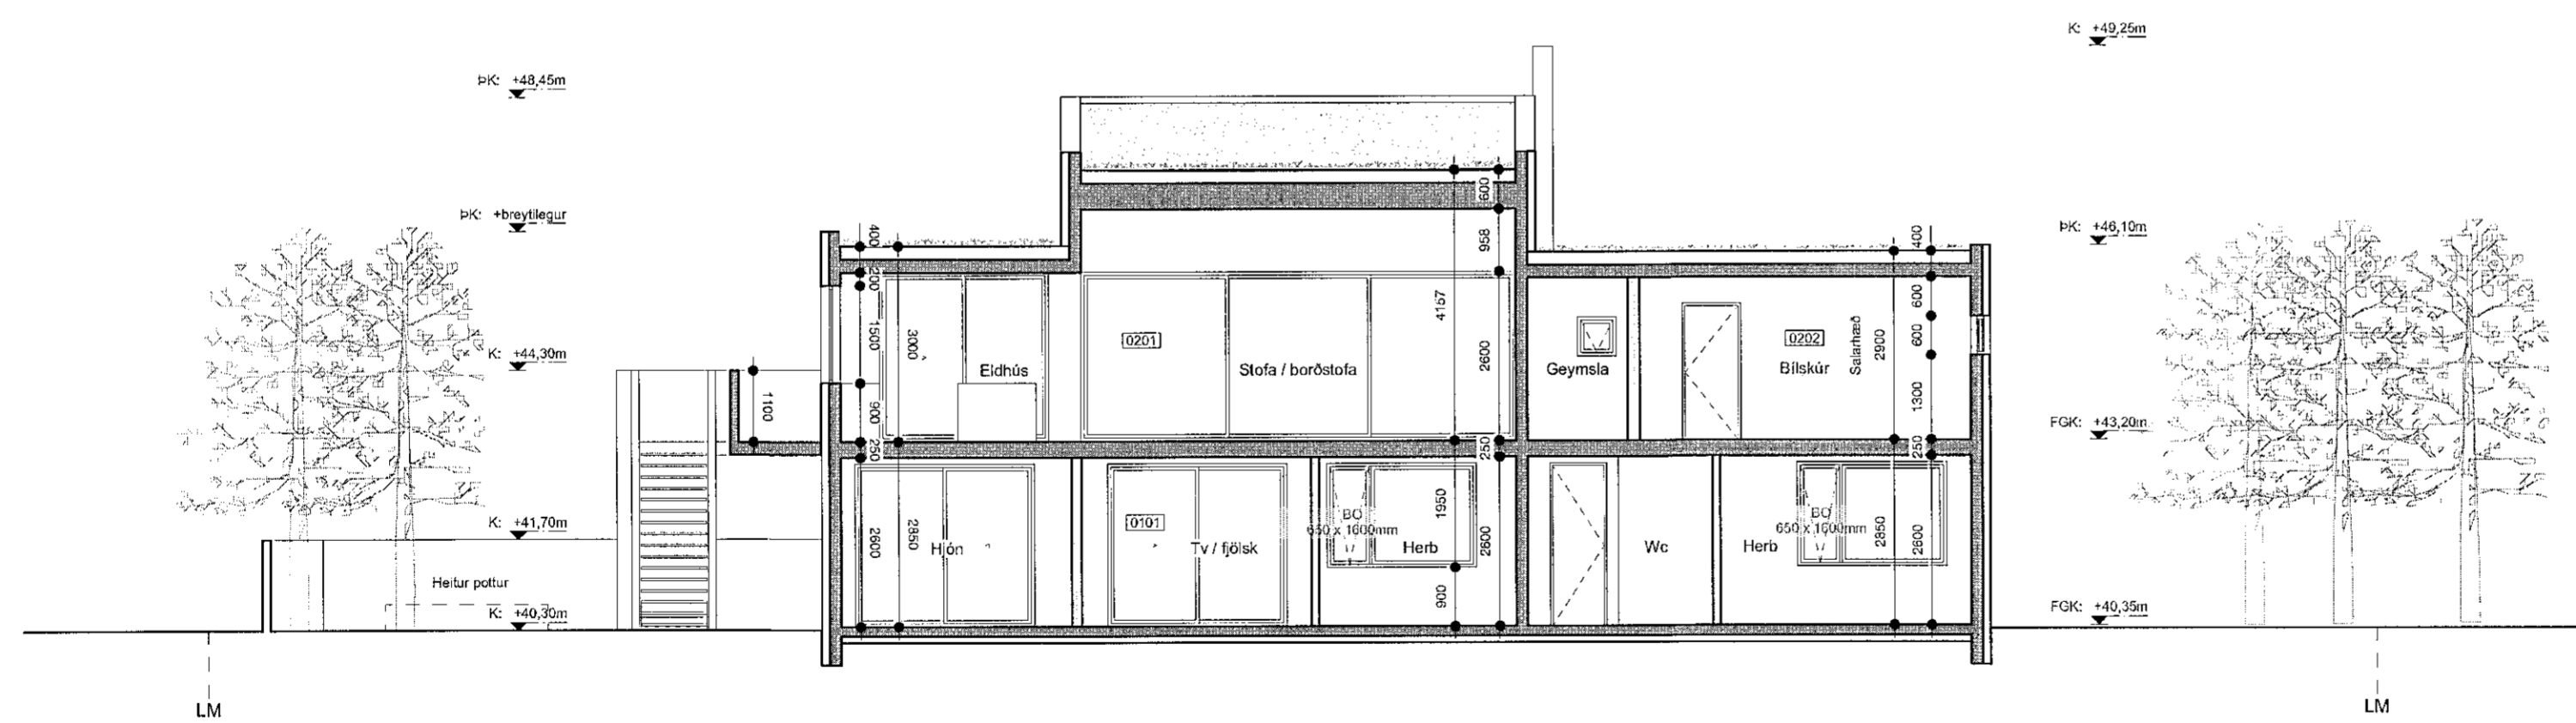 K: +49,25m
ÞK: +48,45m
ÞK: +breytilegur
ÞK: +46,10m
K: +44,30m
FGK: +43,20m
K: +41,70m
K: +40,30m
FGK: +40,35m
Heitur pottur
LM
LM
400
200
1500
900
250
3000
1100
2600
2850
600
958
4157
2600
250
1950
900
2600
400
600
600
1300
250
2900
Salarhæð
2850
2600
Eldhús
0201
Stofa / borðstofa
Geymsla
0202
Bílskúr
Hjón
0101
Tv / fjölsk
BO
650 x 1600mm
Herb
Wc
Herb
BO
650 x 1600mm